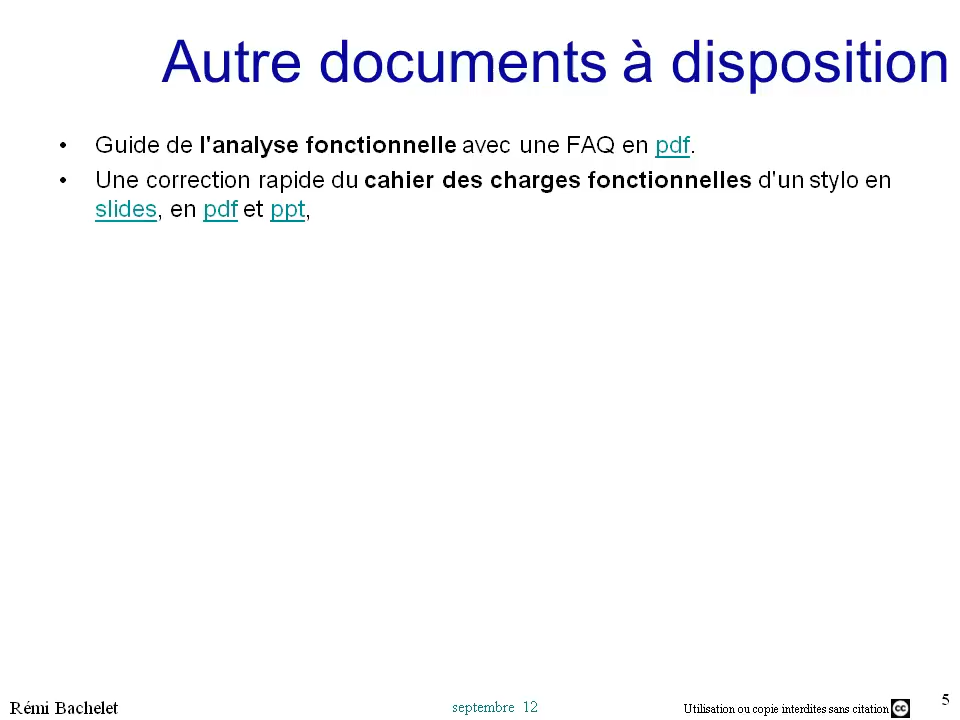 Autre documents à disposition
• Guide de l'analyse fonctionnelle avec une FAQ en pdf.
• Une correction rapide du cahier des charges fonctionnelles d'un stylo en
slides, en pdf et ppt,
Rémi Bachelet
septembre 12
Utilisation ou copie interdites sans citation
cc
5